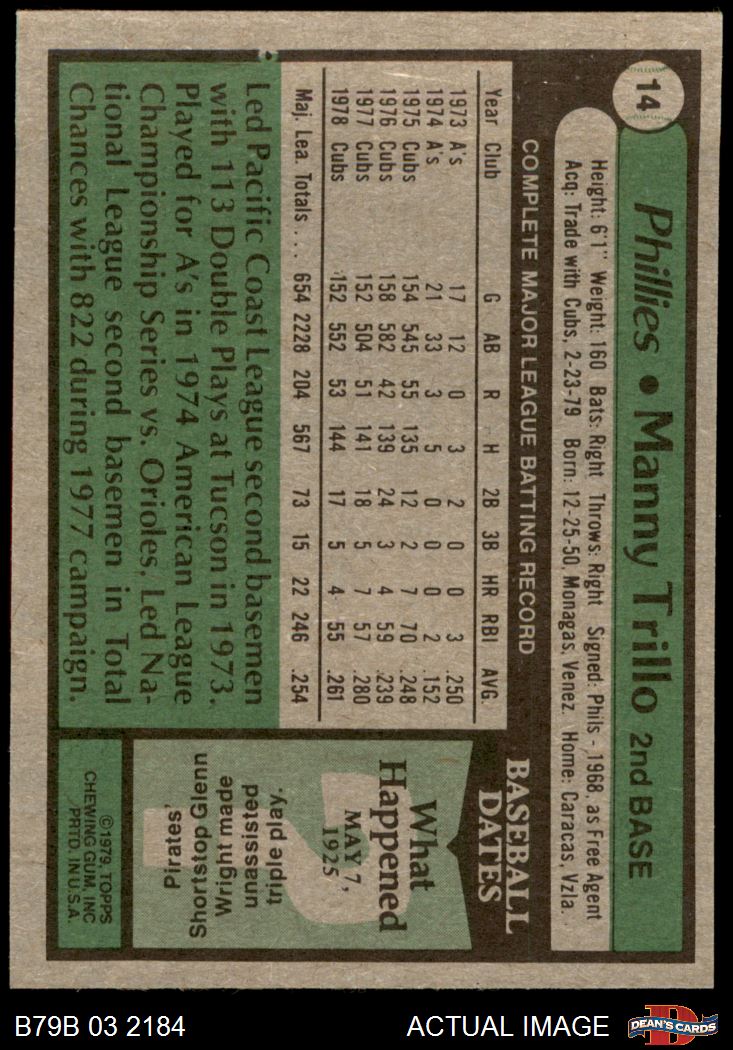 14
Phillies • Manny Trillo 2nd BASE
Height: 6'1" Weight: 160 Bats: Right Throws: Right Signed: Phils - 1968, as Free Agent
Acq: Trade with Cubs, 2-23-79 Born: 12-25-50, Monagas, Venez. Home: Caracas, Vzla.
COMPLETE MAJOR LEAGUE BATTING RECORD
Year Club G AB R H 2B 3B HR RBI AVG.
1973 A's 17 12 0 3 2 0 0 3 .250
1974 A's 21 33 3 5 0 0 0 2 .152
1975 Cubs 154 545 55 135 12 2 7 70 .248
1976 Cubs 158 582 42 139 24 3 4 59 .239
1977 Cubs 152 504 51 141 18 5 7 57 .280
1978 Cubs 152 552 53 144 17 5 4 55 .261
Maj. Lea. Totals . . . 654 2228 204 567 73 15 22 246 .254
Led Pacific Coast League second basemen
with 113 Double Plays at Tucson in 1973.
Played for A's in 1974 American League
Championship Series vs. Orioles. Led Na-
tional League second basemen in Total
Chances with 822 during 1977 campaign.
BASEBALL
DATES
What
Happened
MAY 7,
1925
Pirates'
Shortstop Glenn
Wright made
unassisted
triple play.
©1979, TOPPS
CHEWING GUM, INC
PRTD. IN U.S.A.
B79B 03 2184
ACTUAL IMAGE
D
DEAN'S CARDS